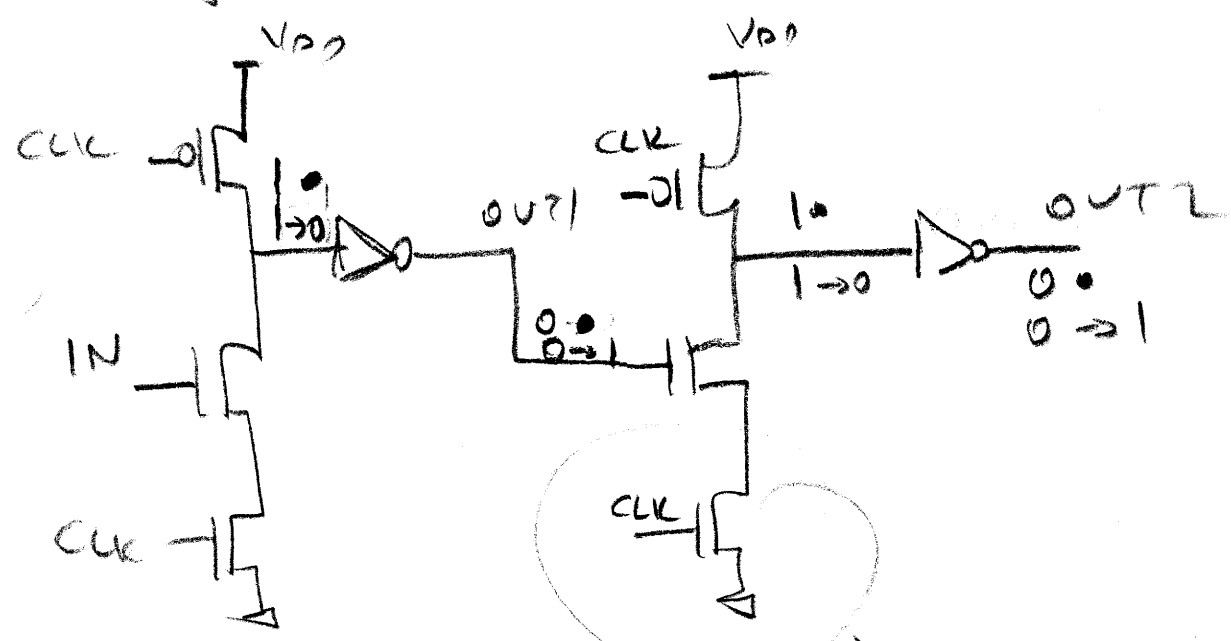 VDD
VDD
CLK
CLK
1 •
1→0
OUT1
1 •
1→0
OUT2
0 •
0→1
0 •
0→1
IN
CLK
CLK